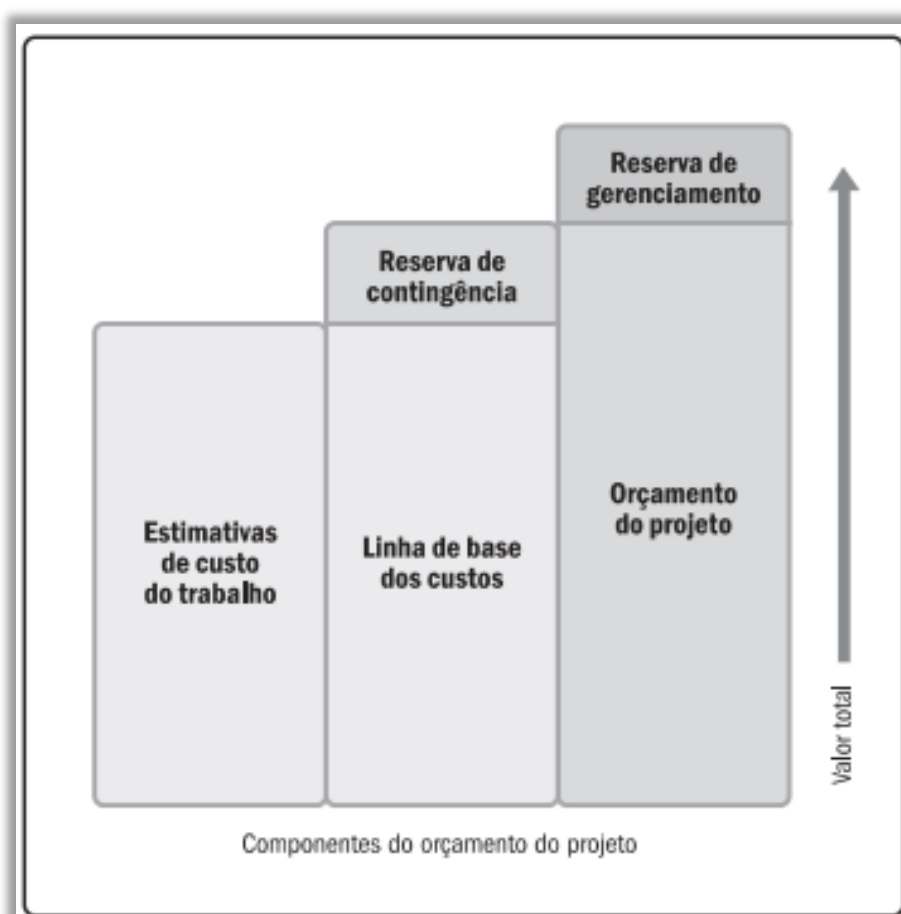 Reserva de
gerenciamento
Reserva de
contingência
Estimativas
de custo
do trabalho
Linha de base
dos custos
Orçamento
do projeto
Valor total
Componentes do orçamento do projeto